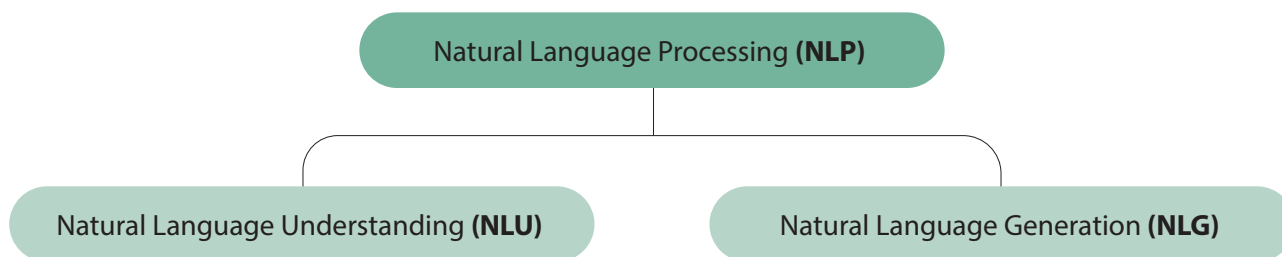 Natural Language Processing (NLP)
Natural Language Understanding (NLU)
Natural Language Generation (NLG)